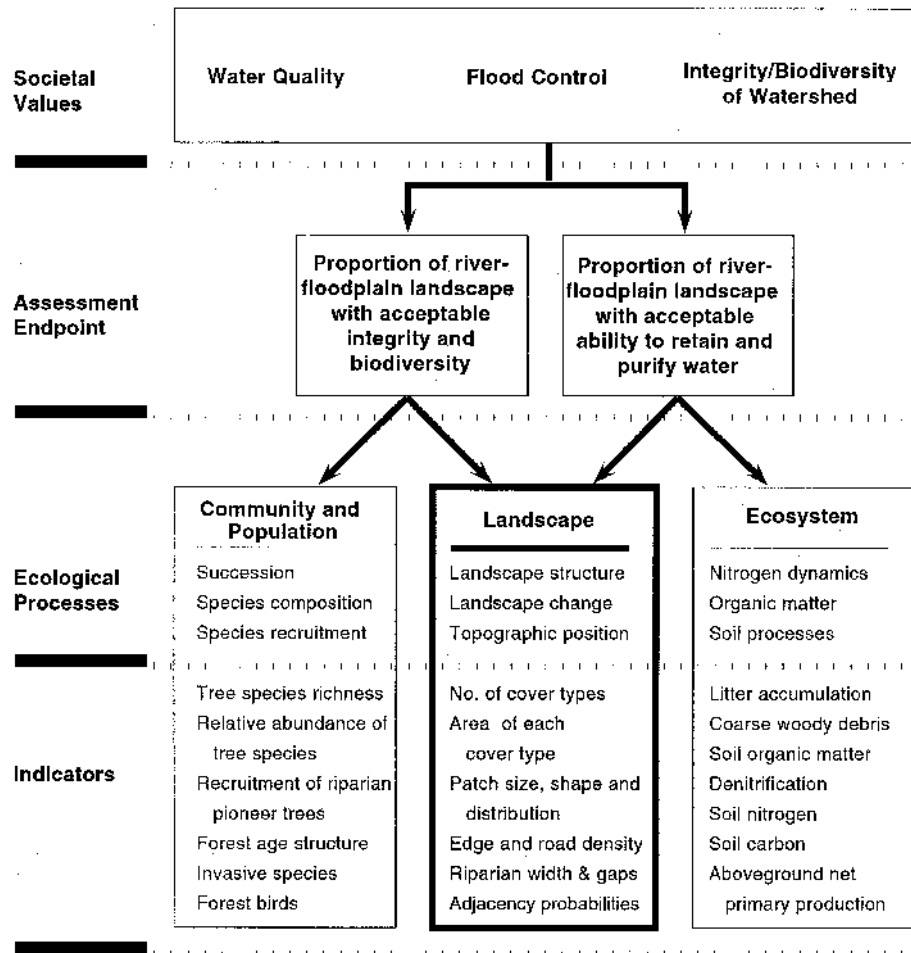 Societal
Values
Water Quality
Flood Control
Integrity/Biodiversity
of Watershed
Assessment
Endpoint
Proportion of river-
floodplain landscape
with acceptable
integrity and
biodiversity
Proportion of river-
floodplain landscape
with acceptable
ability to retain and
purify water
Ecological
Processes
Community and
Population
Succession
Species composition
Species recruitment
Landscape
Landscape structure
Landscape change
Topographic position
Ecosystem
Nitrogen dynamics
Organic matter
Soil processes
Indicators
Tree species richness
Relative abundance of
tree species
Recruitment of riparian
pioneer trees
Forest age structure
Invasive species
Forest birds
No. of cover types
Area of each
cover type
Patch size, shape and
distribution
Edge and road density
Riparian width & gaps
Adjacency probabilities
Litter accumulation
Coarse woody debris
Soil organic matter
Denitrification
Soil nitrogen
Soil carbon
Aboveground net
primary production